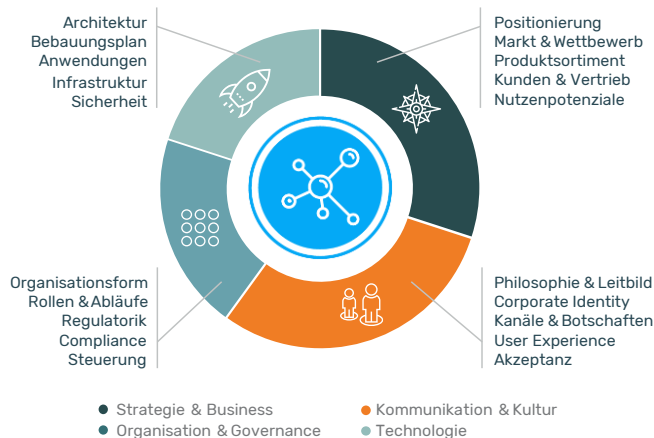 Architektur
Bebauungsplan
Anwendungen
Infrastruktur
Sicherheit
Positionierung
Markt & Wettbewerb
Produktsortiment
Kunden & Vertrieb
Nutzenpotenziale
Organisationsform
Rollen & Abläufe
Regulatorik
Compliance
Steuerung
Philosophie & Leitbild
Corporate Identity
Kanäle & Botschaften
User Experience
Akzeptanz
Strategie & Business
Kommunikation & Kultur
Organisation & Governance
Technologie